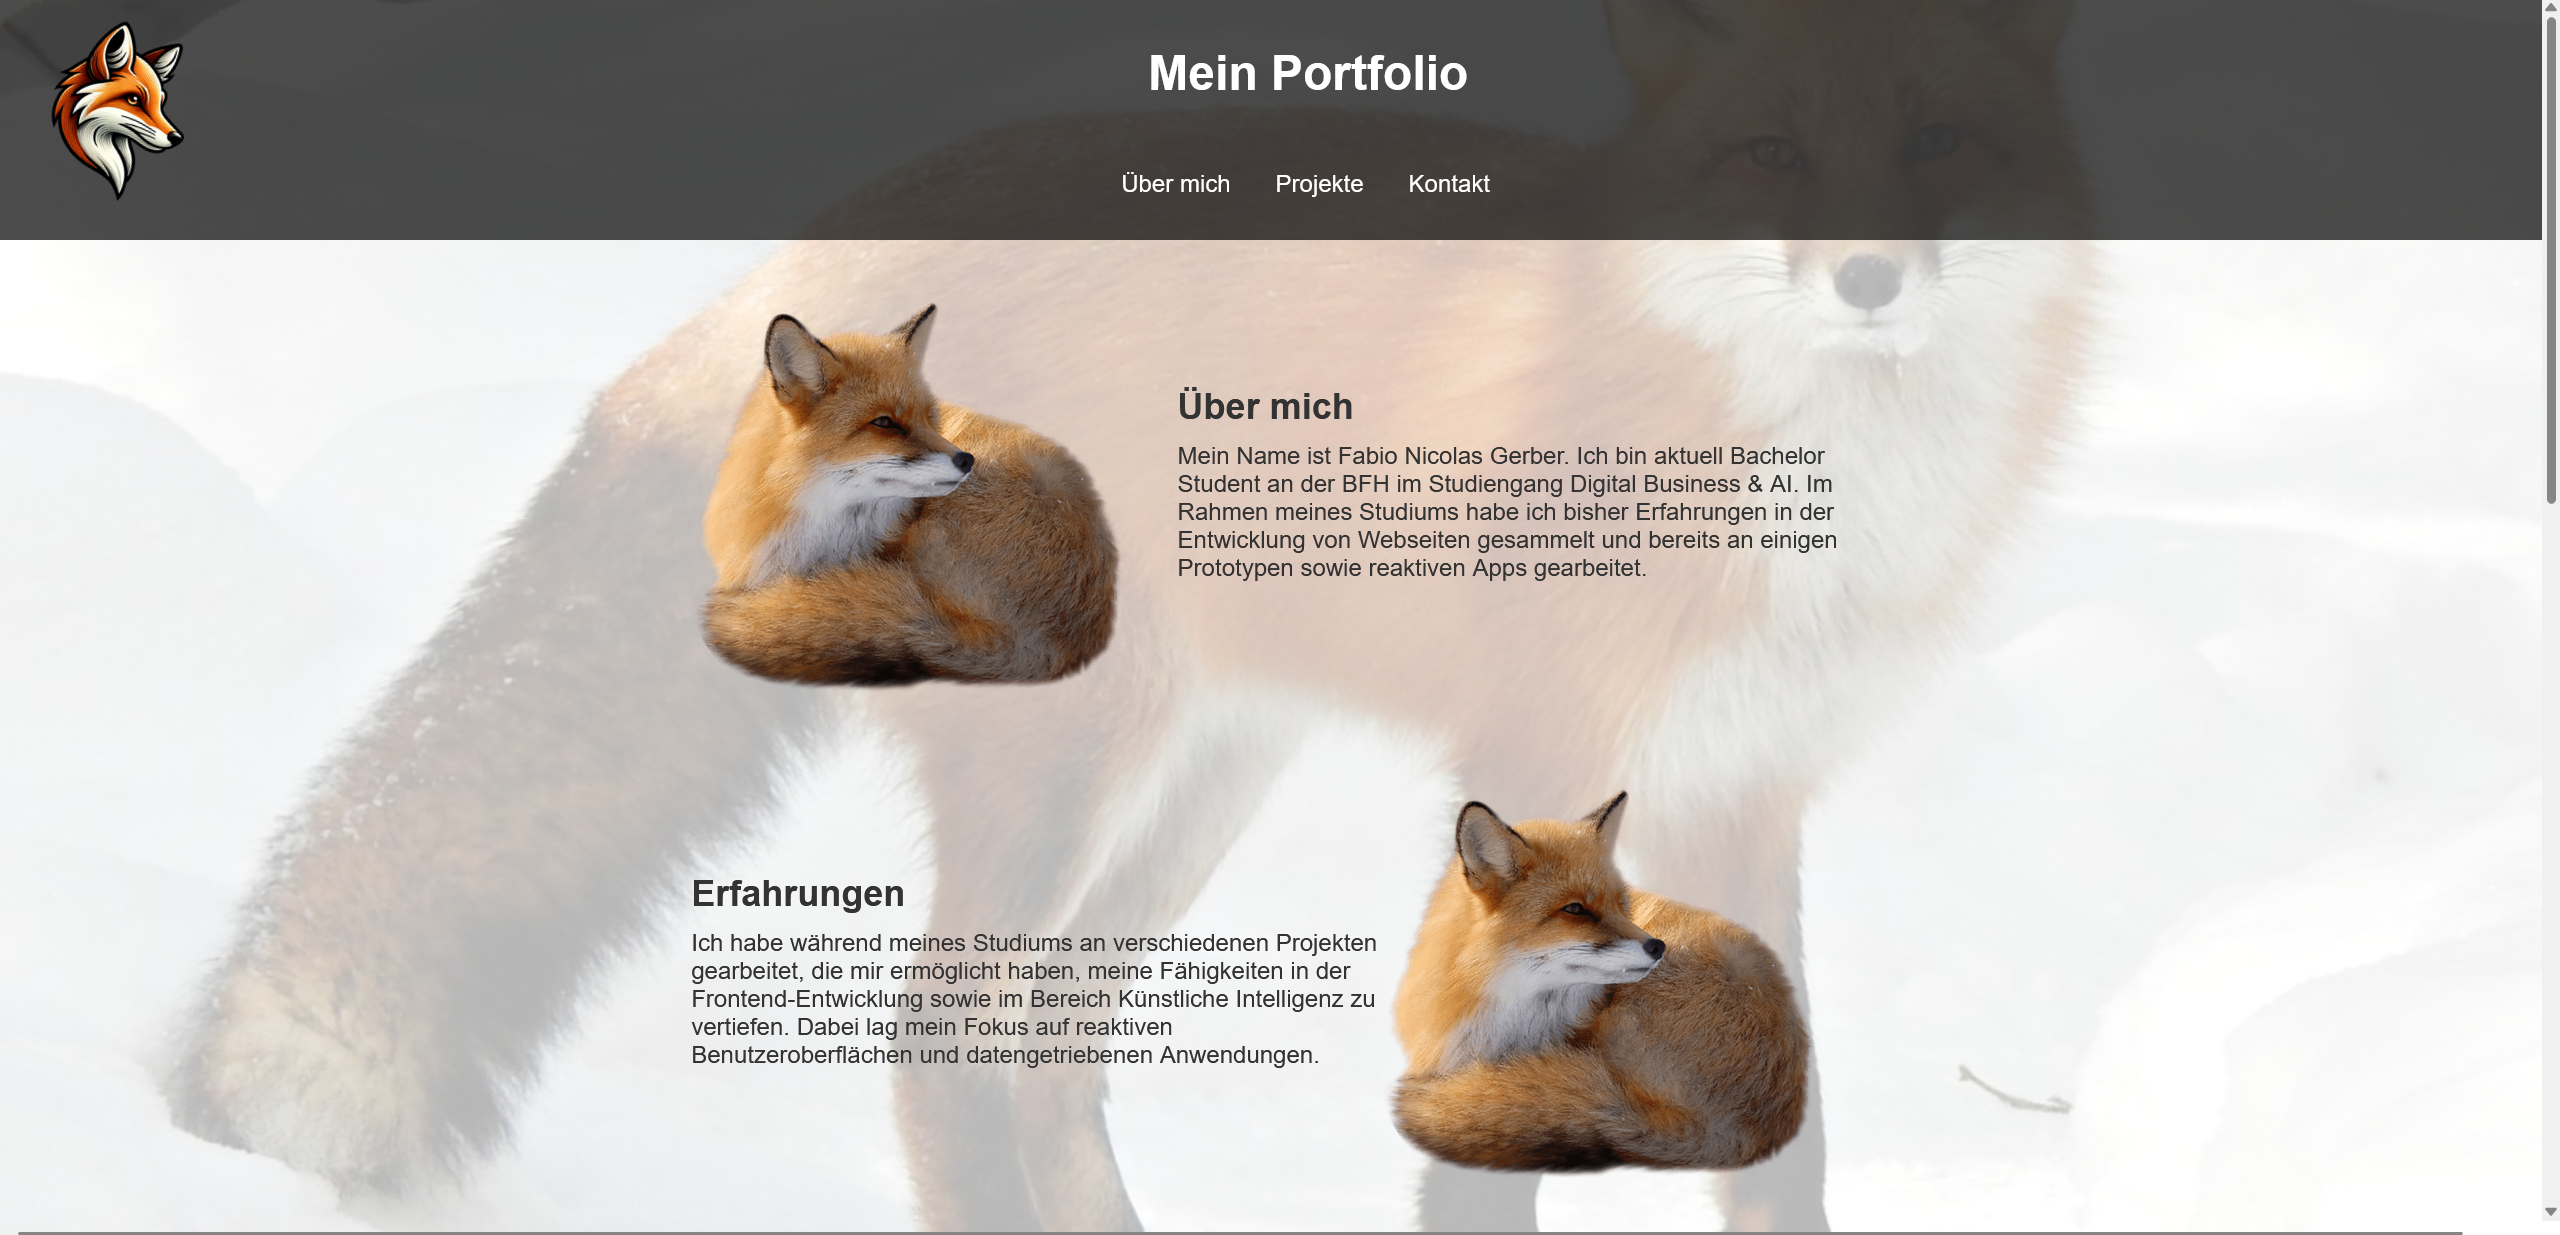 Mein Portfolio
Über mich Projekte Kontakt
Über mich
Mein Name ist Fabio Nicolas Gerber. Ich bin aktuell Bachelor
Student an der BFH im Studiengang Digital Business & AI. Im
Rahmen meines Studiums habe ich bisher Erfahrungen in der
Entwicklung von Webseiten gesammelt und bereits an einigen
Prototypen sowie reaktiven Apps gearbeitet.
Erfahrungen
Ich habe während meines Studiums an verschiedenen Projekten
gearbeitet, die mir ermöglicht haben, meine Fähigkeiten in der
Frontend-Entwicklung sowie im Bereich Künstliche Intelligenz zu
vertiefen. Dabei lag mein Fokus auf reaktiven
Benutzeroberflächen und datengetriebenen Anwendungen.